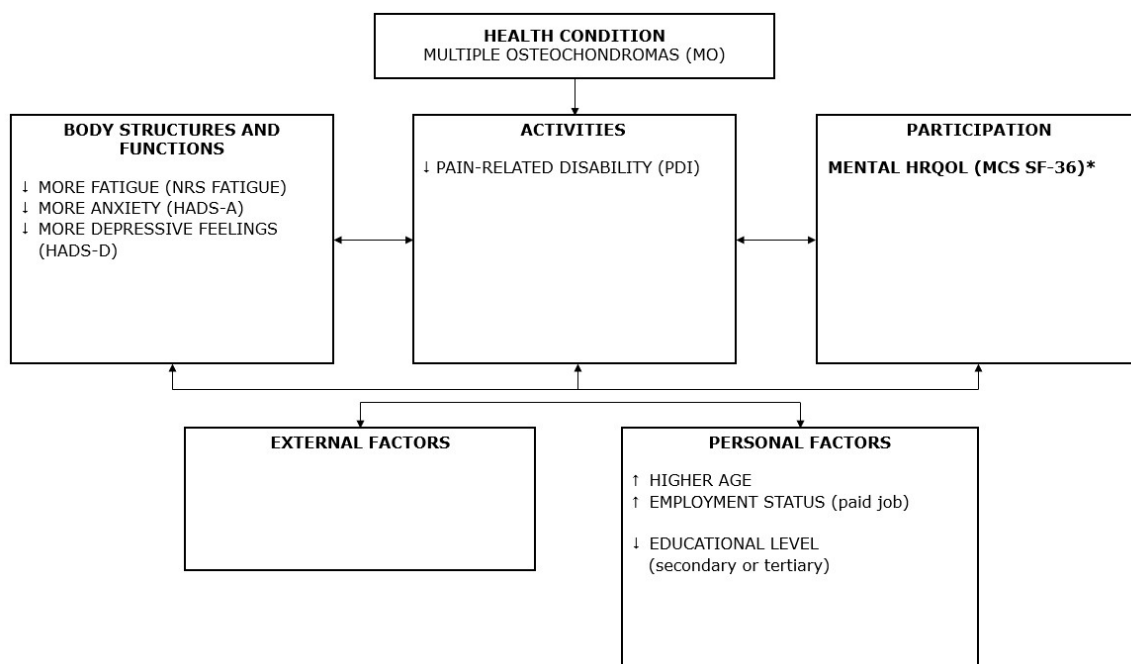 HEALTH CONDITION
MULTIPLE OSTEOCHONDROMAS (MO)
BODY STRUCTURES AND
FUNCTIONS
↓ MORE FATIGUE (NRS FATIGUE)
↓ MORE ANXIETY (HADS-A)
↓ MORE DEPRESSIVE FEELINGS
(HADS-D)
ACTIVITIES
↓ PAIN-RELATED DISABILITY (PDI)
PARTICIPATION
MENTAL HRQOL (MCS SF-36)*
EXTERNAL FACTORS
PERSONAL FACTORS
↑ HIGHER AGE
↑ EMPLOYMENT STATUS (paid job)
↓ EDUCATIONAL LEVEL
(secondary or tertiary)